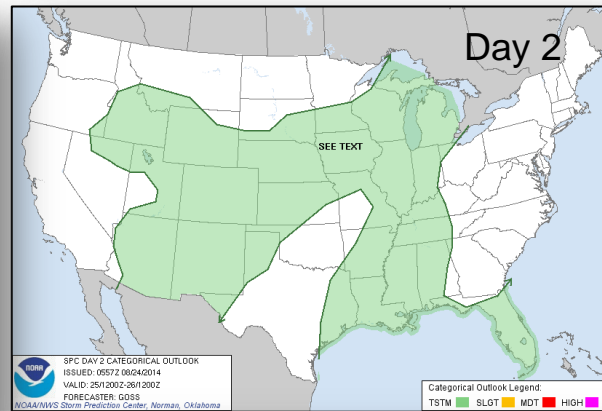 Day 2
SEE TEXT
NOAA
SPC DAY 2 CATEGORICAL OUTLOOK
ISSUED: 0557Z 08/24/2014
VALID: 25/1200Z-26/1200Z
FORECASTER: GOSS
NOAA/NWS Storm Prediction Center, Norman, Oklahoma
Categorical Outlook Legend:
TSTM SLGT MDT HIGH